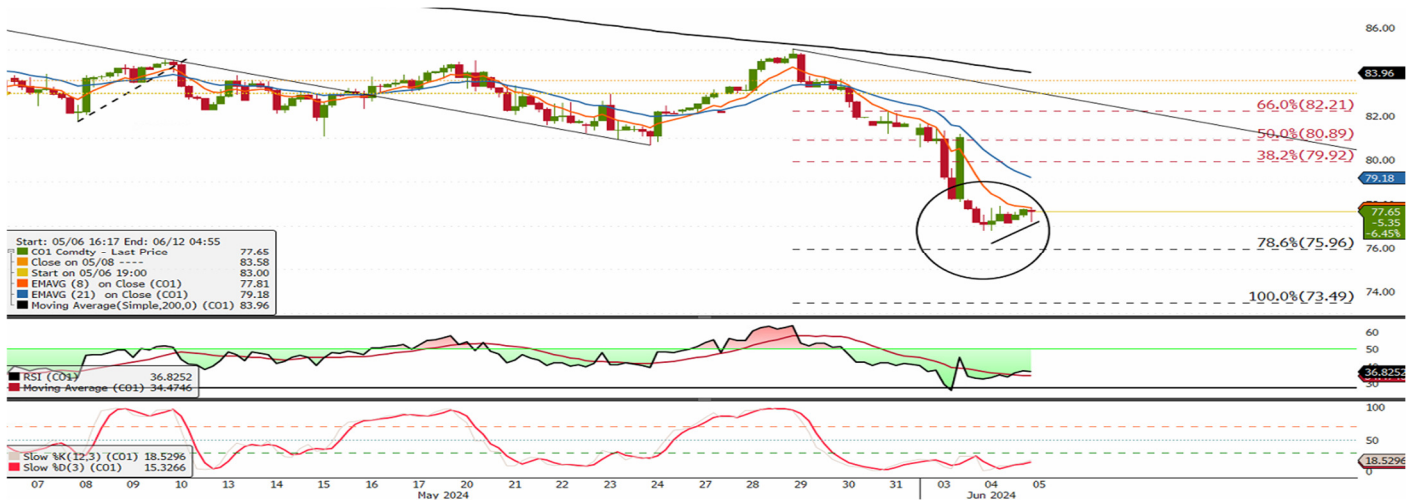 86.00
83.96
66.0%(82.21)
82.00
50.0%(80.89)
80.00
38.2%(79.92)
79.18
77.65
-5.35
-6.45%
76.00
78.6%(75.96)
74.00
100.0%(73.49)
Start: 05/06 16:17 End: 06/12 04:55
CO1 Comdty - Last Price 77.65
Close on 05/08 ---- 83.58
Start on 05/06 19:00 83.00
EMAVG (8) on Close (CO1) 77.81
EMAVG (21) on Close (CO1) 79.18
Moving Average(Simple,200,0) (CO1) 83.96
60
50
36.8252
30
RSI (CO1) 36.8252
Moving Average (CO1) 34.4746
100
50
18.5296
0
Slow %K(12,3) (CO1) 18.5296
Slow %D(3) (CO1) 15.3266
07 08 09 10 13 14 15 16 17 20 21 22 23 24 27 28 29 30 31 03 04 05
May 2024 Jun 2024